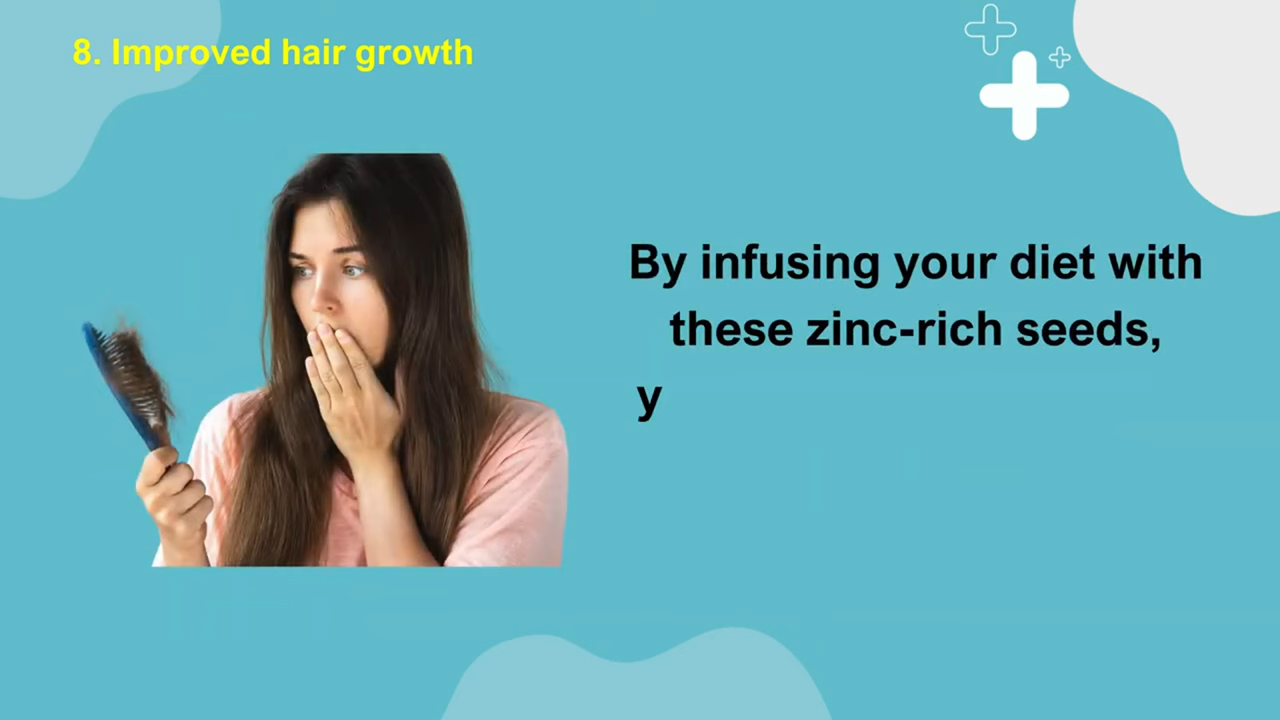 8. Improved hair growth
By infusing your diet with
these zinc-rich seeds,
y